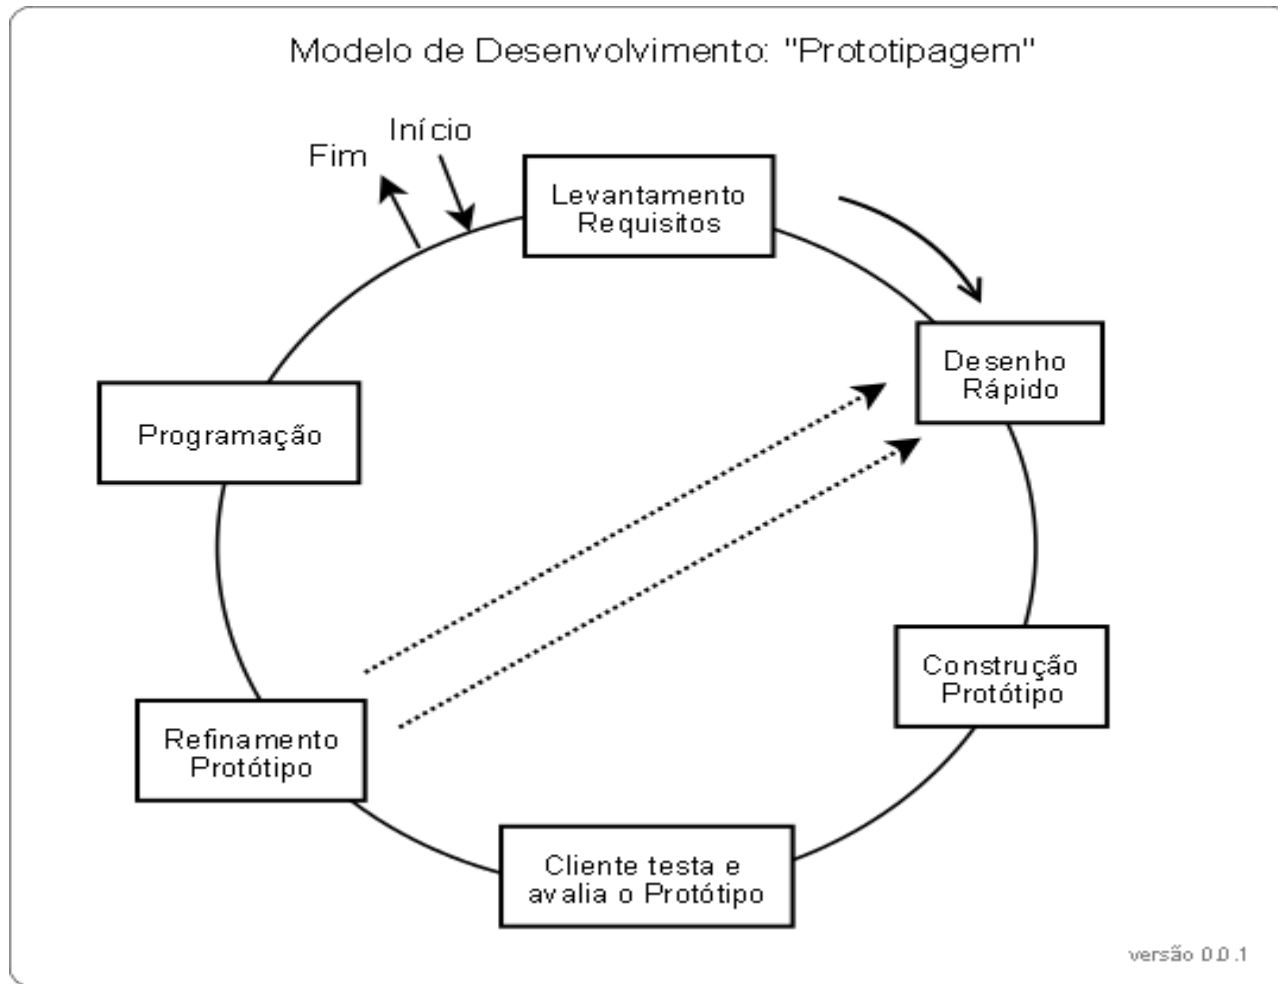 Modelo de Desenvolvimento: "Prototipagem"
Início
Fim
Levantamento
Requisitos
Desenho
Rápido
Programação
Construção
Protótipo
Refinamento
Protótipo
Cliente testa e
avalia o Protótipo
versão 0.0.1